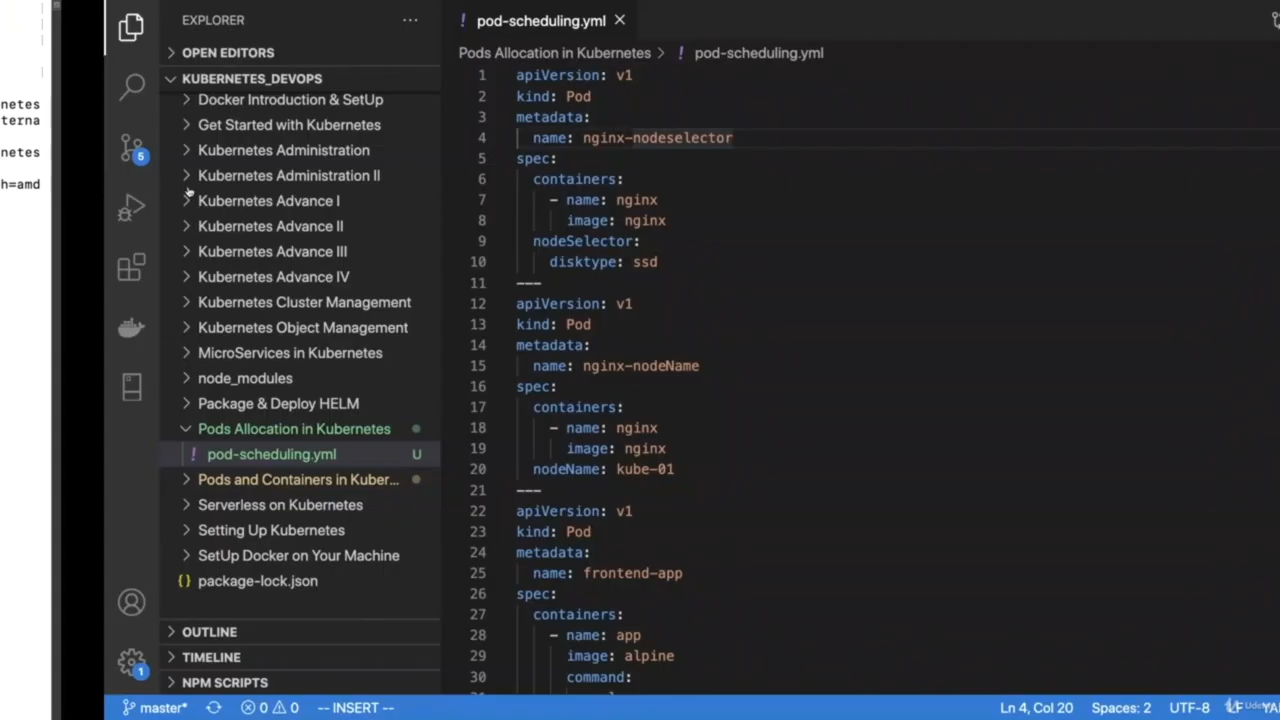 netes
terna
netes
h=amd
EXPLORER
OPEN EDITORS
KUBERNETES_DEVOPS
Docker Introduction & SetUp
Get Started with Kubernetes
Kubernetes Administration
Kubernetes Administration II
Kubernetes Advance I
Kubernetes Advance II
Kubernetes Advance III
Kubernetes Advance IV
Kubernetes Cluster Management
Kubernetes Object Management
MicroServices in Kubernetes
node_modules
Package & Deploy HELM
Pods Allocation in Kubernetes
! pod-scheduling.yml U
Pods and Containers in Kuber...
Serverless on Kubernetes
Setting Up Kubernetes
SetUp Docker on Your Machine
{} package-lock.json
OUTLINE
TIMELINE
NPM SCRIPTS
5
1
! pod-scheduling.yml ×
Pods Allocation in Kubernetes > ! pod-scheduling.yml
1 apiVersion: v1
2 kind: Pod
3 metadata:
4 name: nginx-nodeselector
5 spec:
6 containers:
7 - name: nginx
8 image: nginx
9 nodeSelector:
10 disktype: ssd
11 ---
12 apiVersion: v1
13 kind: Pod
14 metadata:
15 name: nginx-nodeName
16 spec:
17 containers:
18 - name: nginx
19 image: nginx
20 nodeName: kube-01
21 ---
22 apiVersion: v1
23 kind: Pod
24 metadata:
25 name: frontend-app
26 spec:
27 containers:
28 - name: app
29 image: alpine
30 command:
master* 0 0 -- INSERT -- Ln 4, Col 20 Spaces: 2 UTF-8 LF